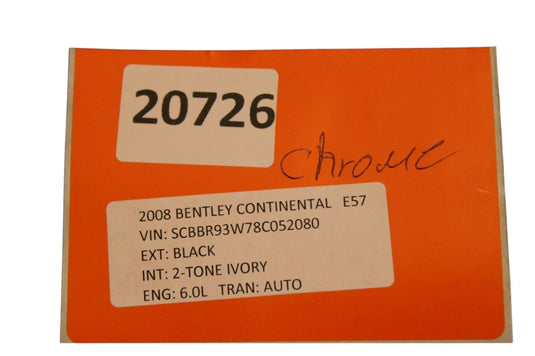 20726
Chrome
2008 BENTLEY CONTINENTAL E57
VIN: SCBBR93W78C052080
EXT: BLACK
INT: 2-TONE IVORY
ENG: 6.0L TRAN: AUTO